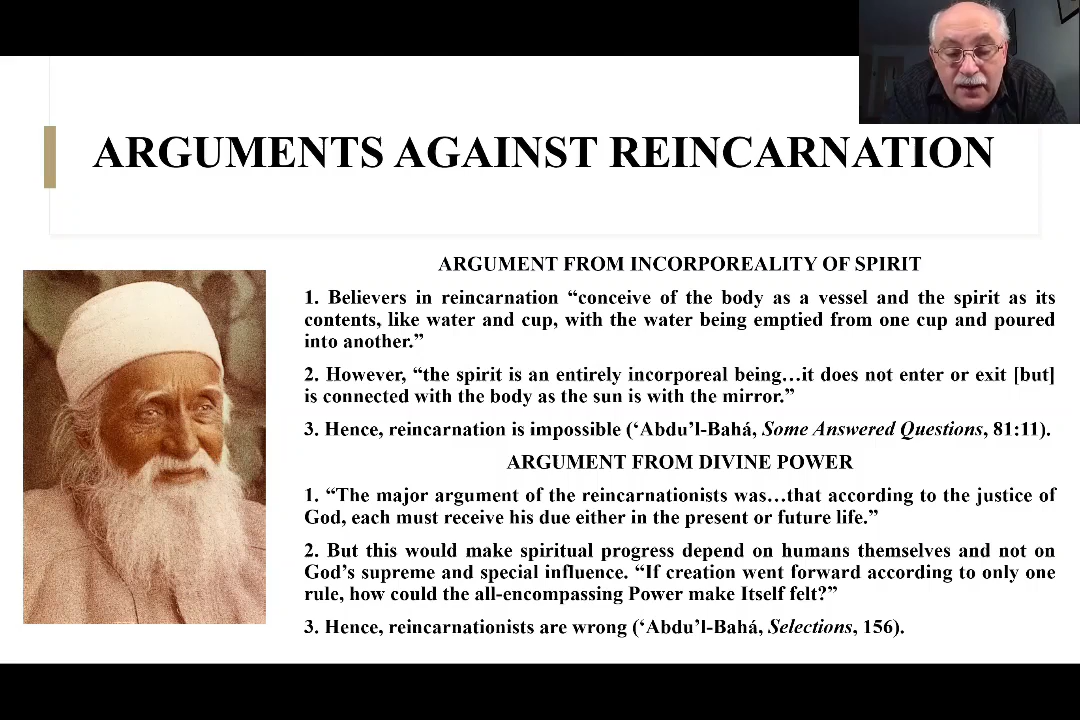 ARGUMENTS AGAINST REINCARNATION
ARGUMENT FROM INCORPOREALITY OF SPIRIT
1. Believers in reincarnation “conceive of the body as a vessel and the spirit as its
contents, like water and cup, with the water being emptied from one cup and poured
into another.”
2. However, “the spirit is an entirely incorporeal being…it does not enter or exit [but]
is connected with the body as the sun is with the mirror.”
3. Hence, reincarnation is impossible (‘Abdu’l-Bahá, Some Answered Questions, 81:11).
ARGUMENT FROM DIVINE POWER
1. “The major argument of the reincarnationists was…that according to the justice of
God, each must receive his due either in the present or future life.”
2. But this would make spiritual progress depend on humans themselves and not on
God’s supreme and special influence. “If creation went forward according to only one
rule, how could the all-encompassing Power make Itself felt?”
3. Hence, reincarnationists are wrong (‘Abdu’l-Bahá, Selections, 156).